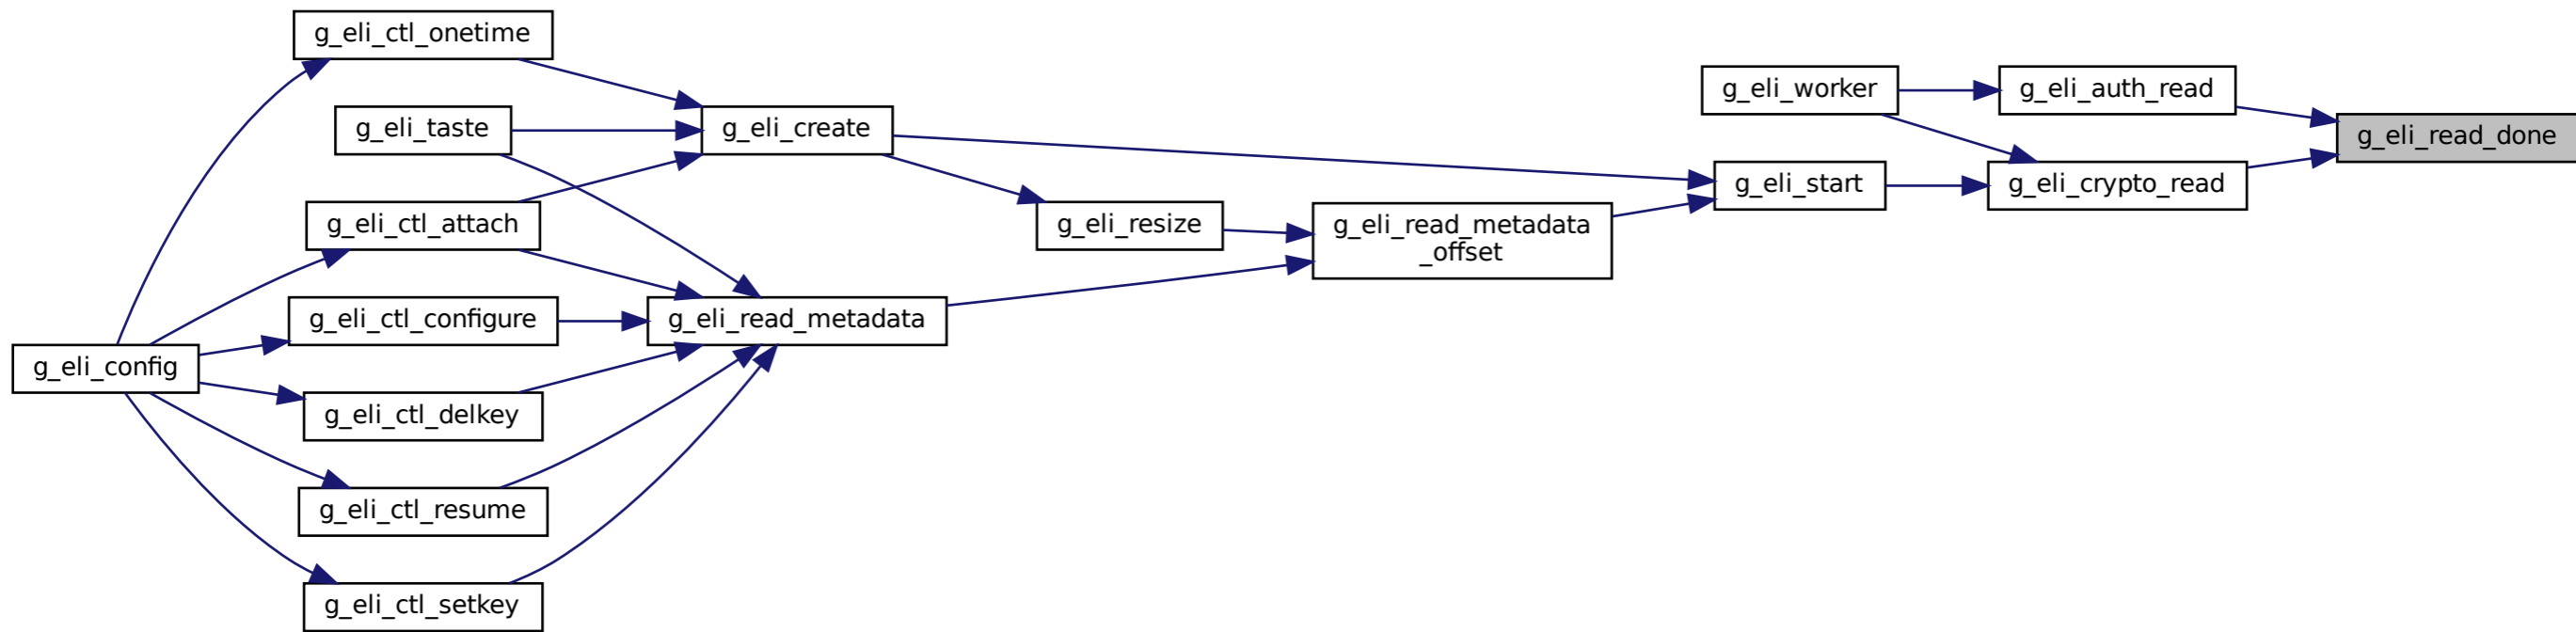 g_eli_ctl_onetime
g_eli_taste
g_eli_create
g_eli_worker
g_eli_auth_read
g_eli_read_done
g_eli_ctl_attach
g_eli_resize
g_eli_read_metadata
_offset
g_eli_start
g_eli_crypto_read
g_eli_ctl_configure
g_eli_read_metadata
g_eli_config
g_eli_ctl_delkey
g_eli_ctl_resume
g_eli_ctl_setkey